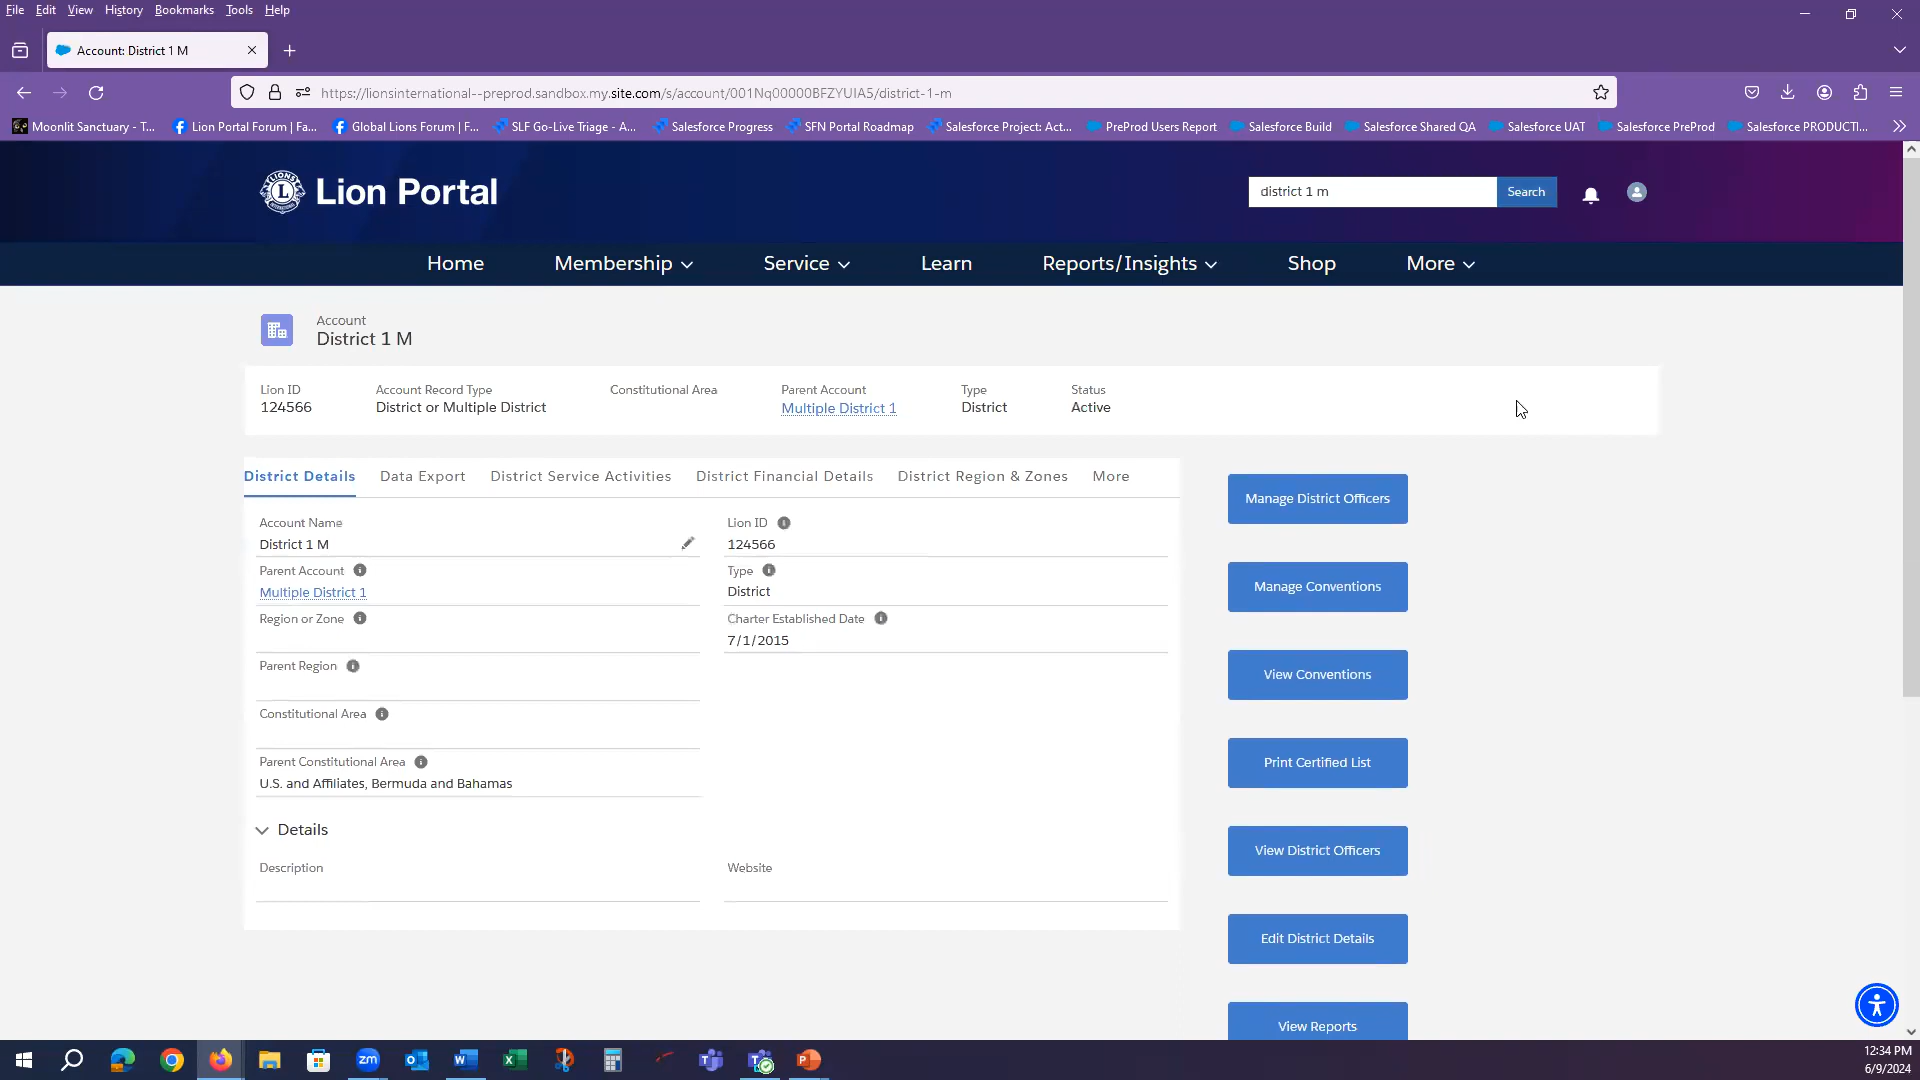 File Edit View History Bookmarks Tools Help
Account: District 1 M
https://lionsinternational--preprod.sandbox.my.site.com/s/account/001Nq00000BFZYUIA5/district-1-m
Moonlit Sanctuary - T... Lion Portal Forum | Fa... Global Lions Forum | F... SLF Go-Live Triage - A... Salesforce Progress SFN Portal Roadmap Salesforce Project: Act... PreProd Users Report Salesforce Build Salesforce Shared QA Salesforce UAT Salesforce PreProd Salesforce PRODUCTI...
Lion Portal
district 1 m Search
Home Membership Service Learn Reports/Insights Shop More
Account
District 1 M
Lion ID Account Record Type Constitutional Area Parent Account Type Status
124566 District or Multiple District Multiple District 1 District Active
District Details Data Export District Service Activities District Financial Details District Region & Zones More
Account Name Lion ID
District 1 M 124566
Parent Account Type
Multiple District 1 District
Region or Zone Charter Established Date
7/1/2015
Parent Region
Constitutional Area
Parent Constitutional Area
U.S. and Affiliates, Bermuda and Bahamas
Details
Description Website
Manage District Officers
Manage Conventions
View Conventions
Print Certified List
View District Officers
Edit District Details
View Reports
12:34 PM
6/9/2024